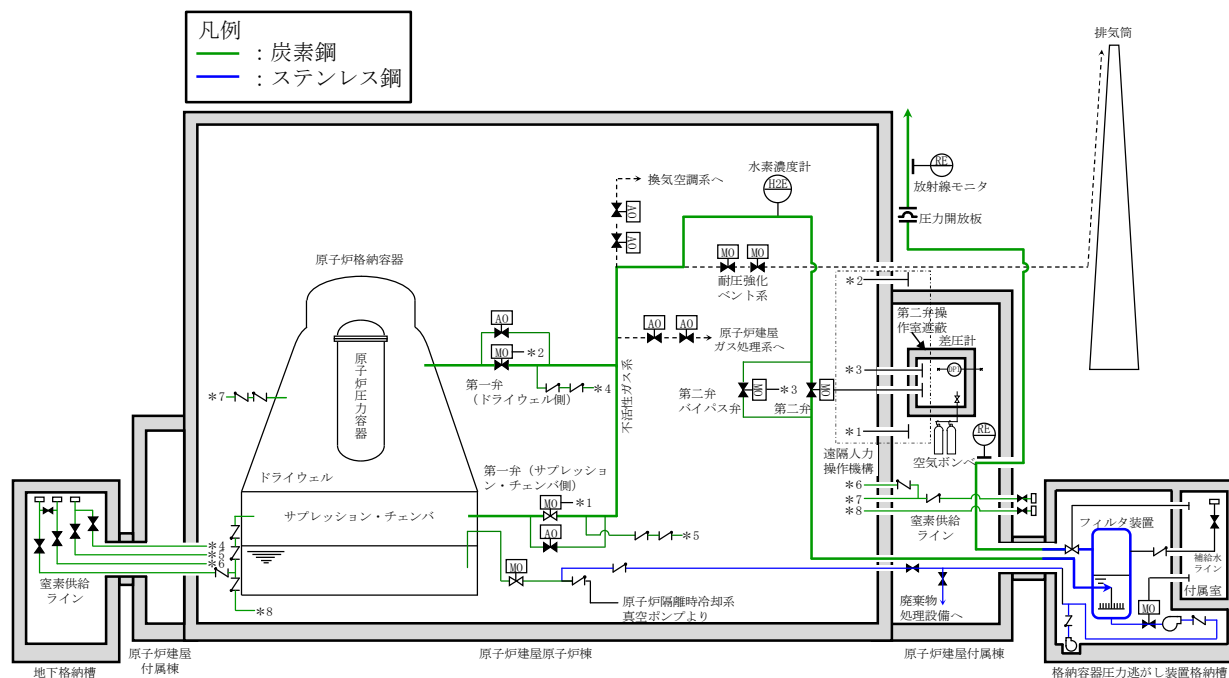 凡例
：炭素鋼
：ステンレス鋼
排気筒
換気空調系へ
水素濃度計
H2E
RE
放射線モニタ
圧力開放板
AO
AO
原子炉格納容器
MO
MO
耐圧強化
ベント系
＊2
第二弁操
作室遮蔽
差圧計
AO
MO
＊2
AO
AO
原子炉建屋
ガス処理系へ
原子炉圧力容器
第一弁
（ドライウェル側）
＊4
不活性ガス系
＊3
DPI
＊7
第二弁
バイパス弁
MO
＊3
第二弁
MO
＊1
RE
空気ボンベ
遠隔人力
操作機構
ドライウェル
第一弁（サプレッショ
ン・チェンバ側）
MO
＊1
サプレッション・チェンバ
AO
＊5
＊6
＊7
＊8
窒素供給
ライン
フィルタ装置
補給水
ライン
付属室
＊4
＊5
＊6
窒素供給
ライン
＊8
MO
原子炉隔離時冷却系
真空ポンプより
廃棄物
処理設備へ
MO
地下格納槽
原子炉建屋
付属棟
原子炉建屋原子炉棟
原子炉建屋付属棟
格納容器圧力逃がし装置格納槽